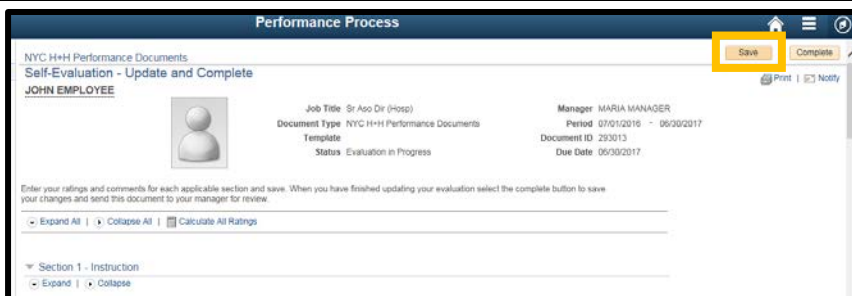 Performance Process
Save Complete
NYC H+H Performance Documents
Self-Evaluation - Update and Complete
Print | Notify
JOHN EMPLOYEE
Job Title Sr Aso Dir (Hosp) Manager MARIA MANAGER
Document Type NYC H+H Performance Documents Period 07/01/2016 - 06/30/2017
Template Document ID 293013
Status Evaluation in Progress Due Date 06/30/2017
Enter your ratings and comments for each applicable section and save. When you have finished updating your evaluation select the complete button to save
your changes and send this document to your manager for review.
Expand All | Collapse All | Calculate All Ratings
Section 1 - Instruction
Expand | Collapse